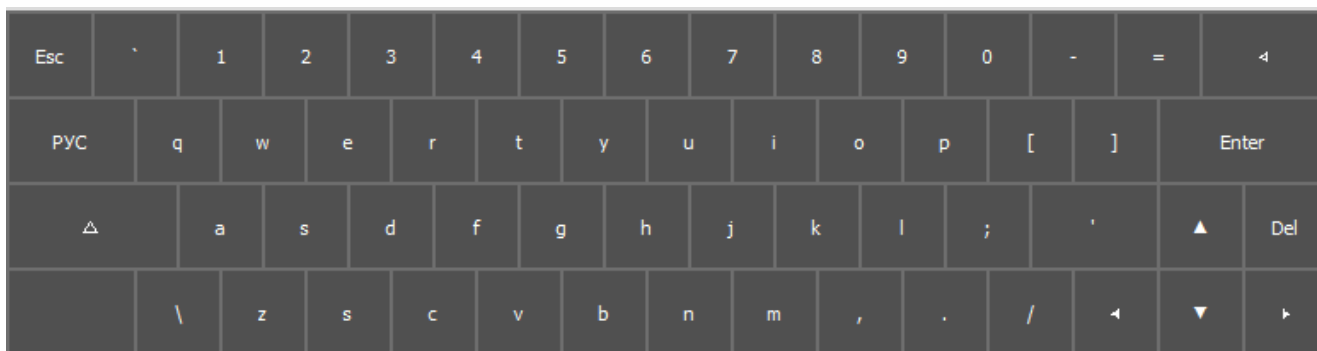 Esc ` 1 2 3 4 5 6 7 8 9 0 - =
РУС q w e r t y u i o p [ ] Enter
a s d f g h j k l ; ' ▲ Del
\ z s c v b n m , . / ▼